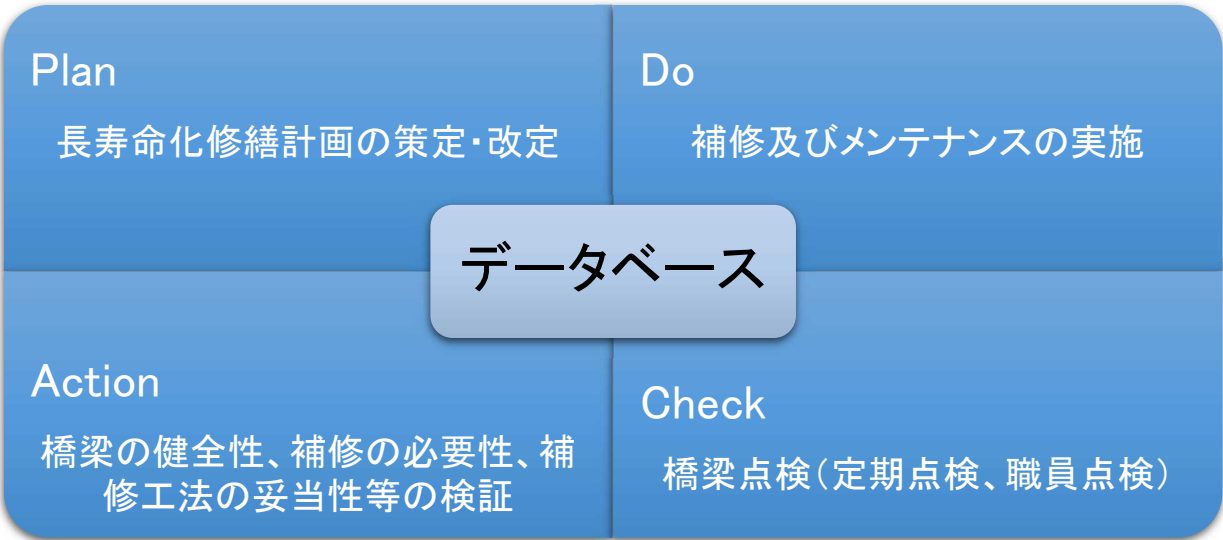 Plan
長寿命化修繕計画の策定・改定
Do
補修及びメンテナンスの実施
データベース
Action
橋梁の健全性、補修の必要性、補
修工法の妥当性等の検証
Check
橋梁点検(定期点検、職員点検)